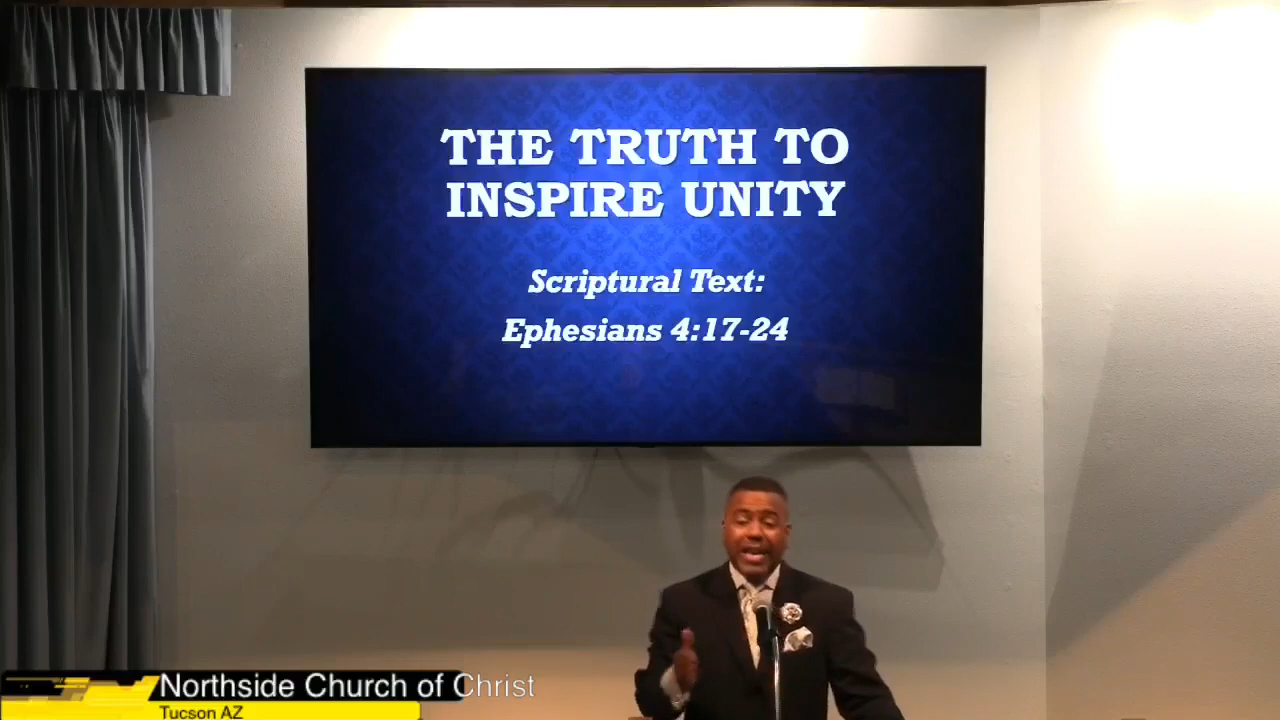 THE TRUTH TO
INSPIRE UNITY
Scriptural Text:
Ephesians 4:17-24
Northside Church of Christ
Tucson AZ